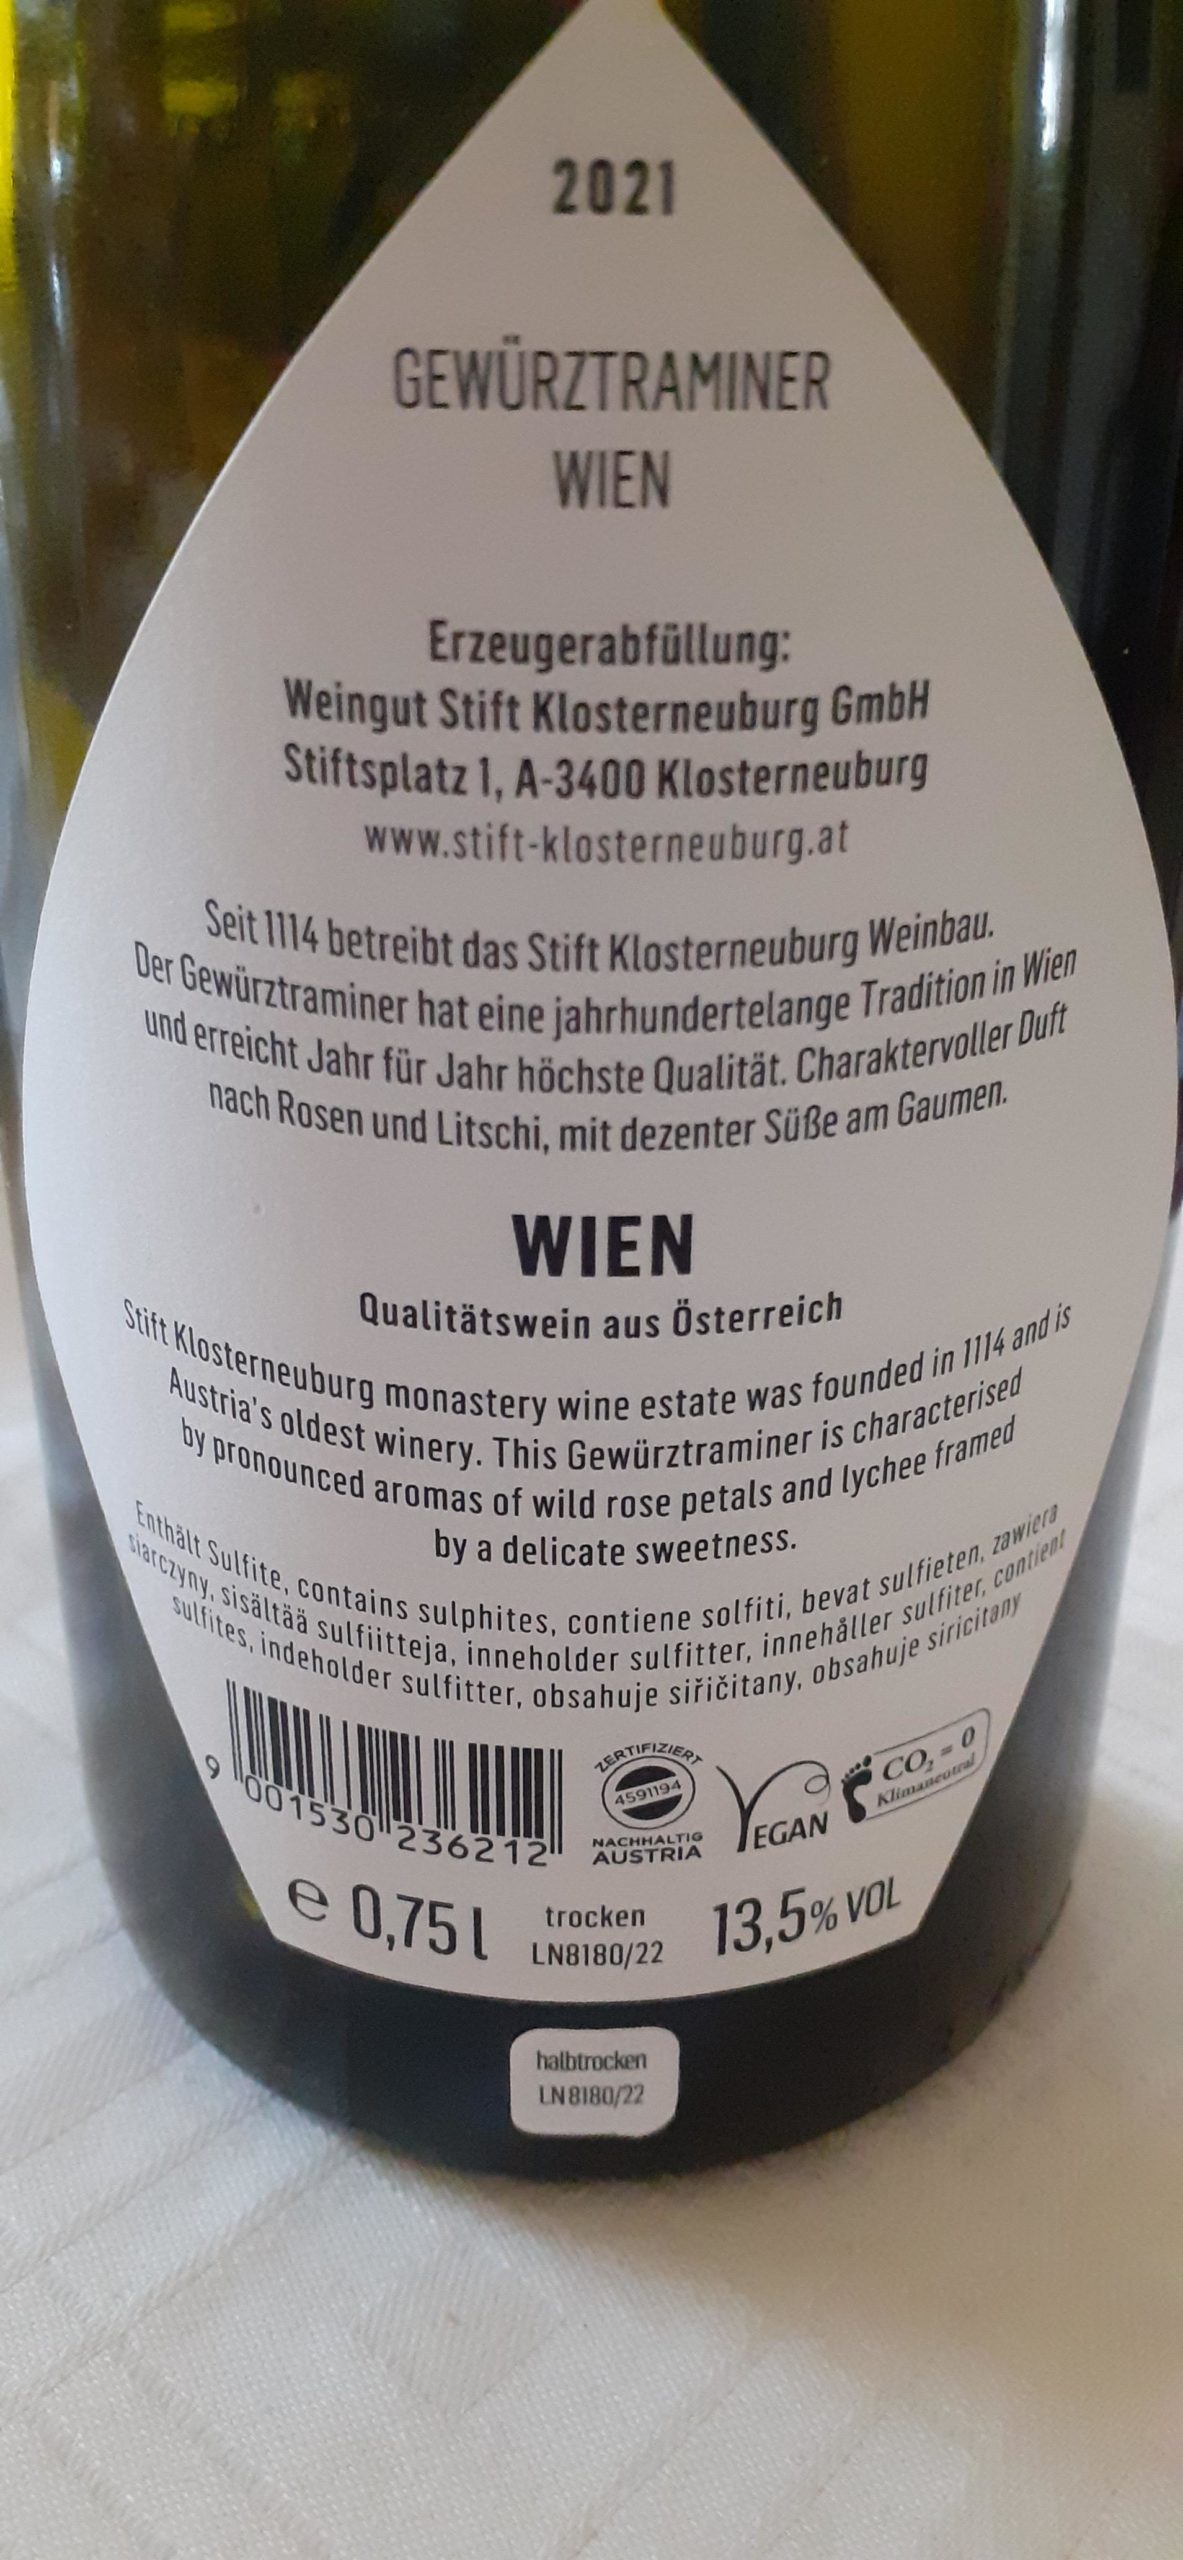 2021
GEWÜRZTRAMINER
WIEN
Erzeugerabfüllung:
Weingut Stift Klosterneuburg GmbH
Stiftsplatz 1, A-3400 Klosterneuburg
www.stift-klosterneuburg.at
Seit 1114 betreibt das Stift Klosterneuburg Weinbau.
Der Gewürztraminer hat eine jahrhundertelange Tradition in Wien
und erreicht Jahr für Jahr höchste Qualität. Charaktervoller Duft
nach Rosen und Litschi, mit dezenter Süße am Gaumen.
WIEN
Qualitätswein aus Österreich
Stift Klosterneuburg monastery wine estate was founded in 1114 and is
Austria's oldest winery. This Gewürztraminer is characterised
by pronounced aromas of wild rose petals and lychee framed
by a delicate sweetness.
Enthält Sulfite, contains sulphites, contiene solfiti, bevat sulfieten, zawiera
siarczyny, sisältää sulfiitteja, inneholder sulfitter, innehåller sulfiter, contient
sulfites, indeholder sulfitter, obsahuje siřičitany, obsahuje siricitany
9 001530 236212
ZERTIFIZIERT
4591194
NACHHALTIG
AUSTRIA
VEGAN
CO₂ = 0
Klimaneutral
e 0,75 l
trocken
LN8180/22
13,5% VOL
halbtrocken
LN8180/22